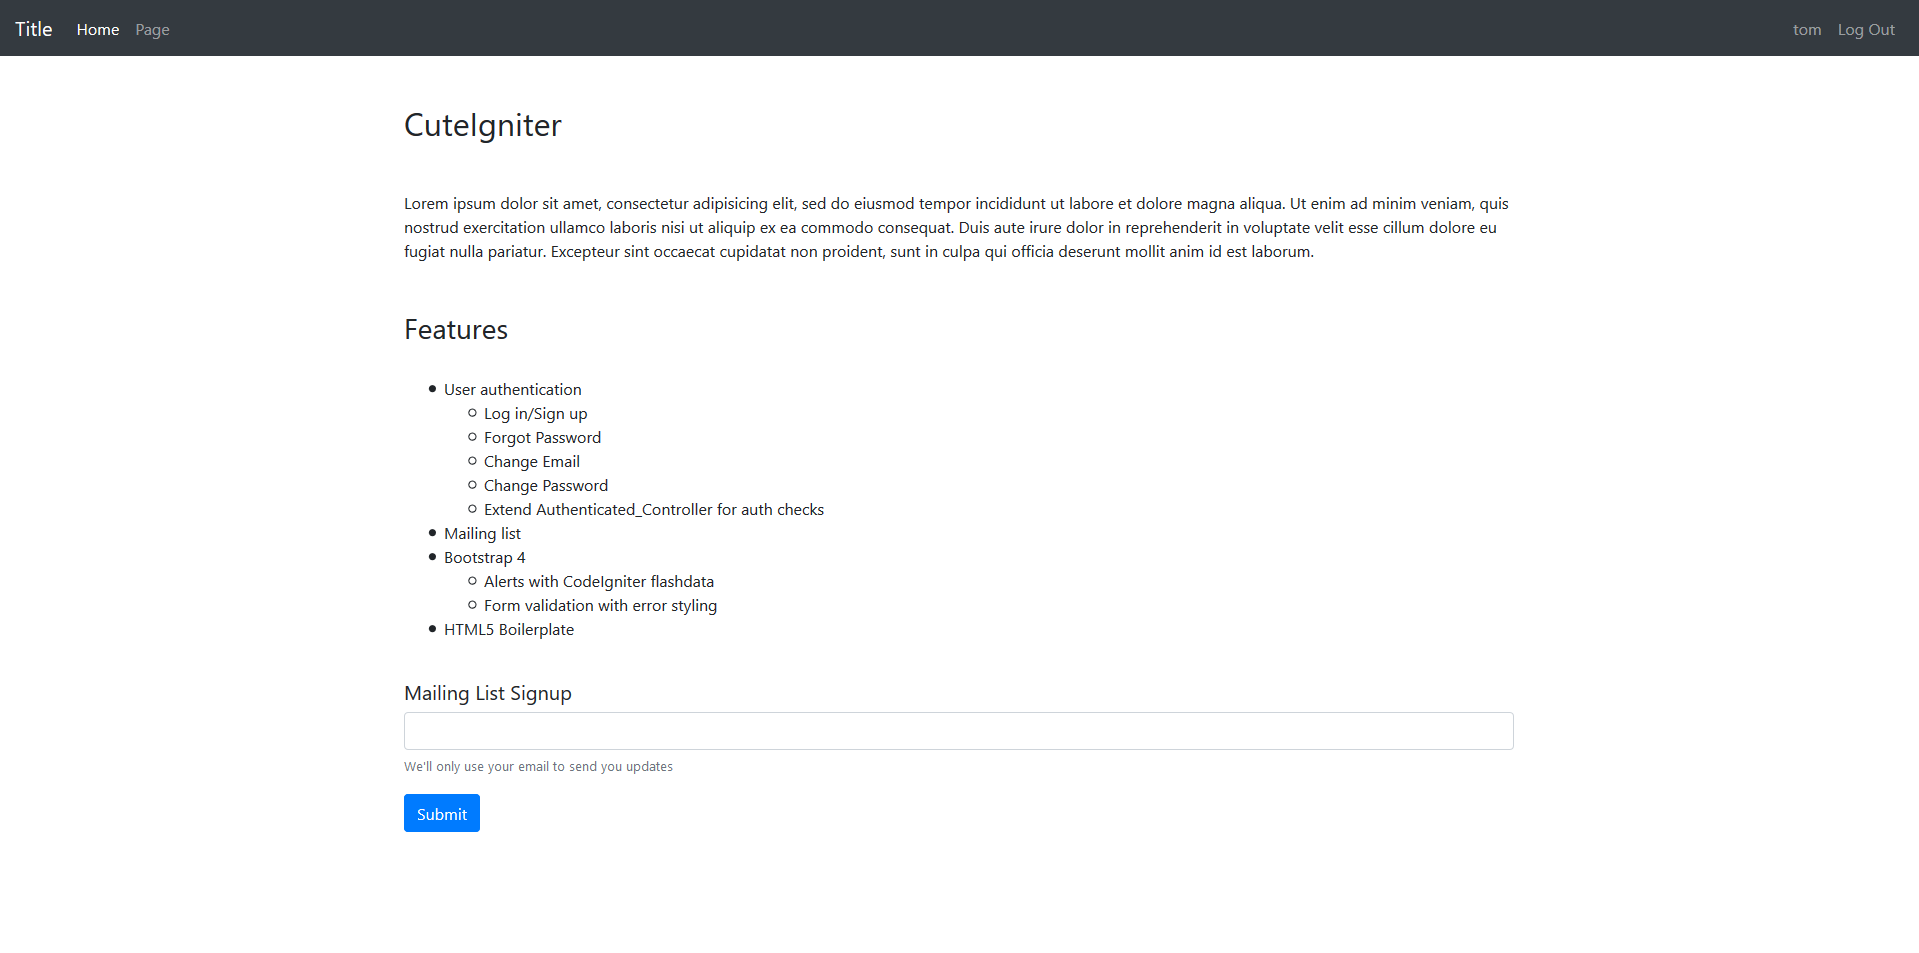 Title Home Page tom Log Out
CuteIgniter
Lorem ipsum dolor sit amet, consectetur adipisicing elit, sed do eiusmod tempor incididunt ut labore et dolore magna aliqua. Ut enim ad minim veniam, quis
nostrud exercitation ullamco laboris nisi ut aliquip ex ea commodo consequat. Duis aute irure dolor in reprehenderit in voluptate velit esse cillum dolore eu
fugiat nulla pariatur. Excepteur sint occaecat cupidatat non proident, sunt in culpa qui officia deserunt mollit anim id est laborum.
Features
User authentication
Log in/Sign up
Forgot Password
Change Email
Change Password
Extend Authenticated_Controller for auth checks
Mailing list
Bootstrap 4
Alerts with CodeIgniter flashdata
Form validation with error styling
HTML5 Boilerplate
Mailing List Signup
We'll only use your email to send you updates
Submit